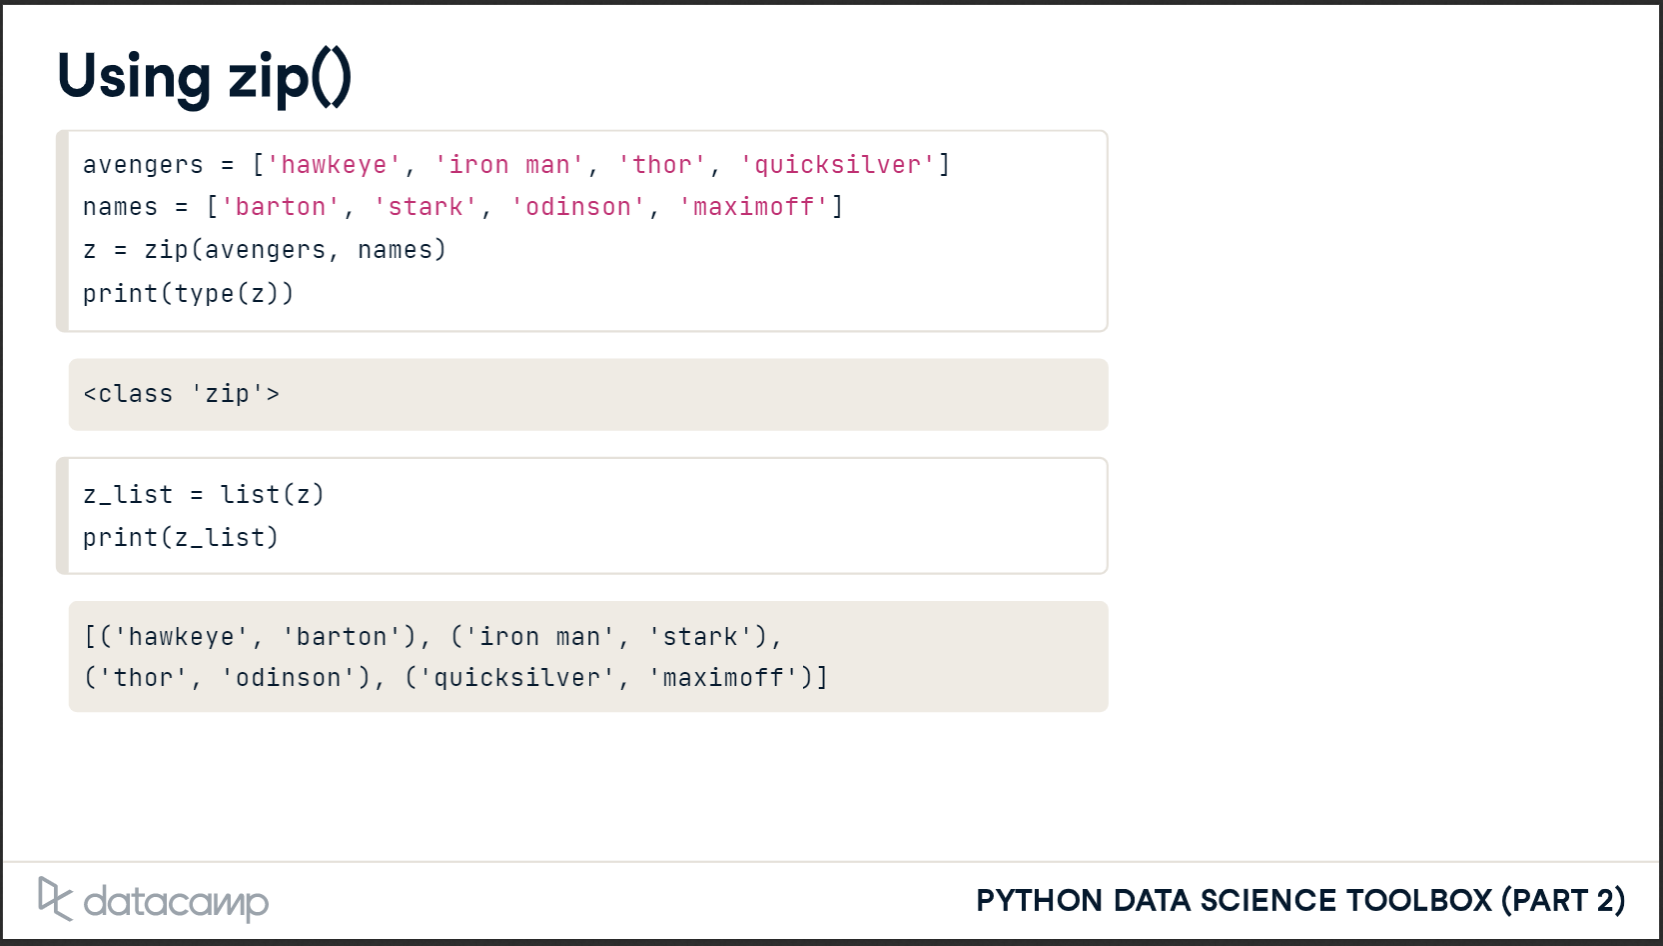 Using zip()
avengers = ['hawkeye', 'iron man', 'thor', 'quicksilver']
names = ['barton', 'stark', 'odinson', 'maximoff']
z = zip(avengers, names)
print(type(z))
<class 'zip'>
z_list = list(z)
print(z_list)
[('hawkeye', 'barton'), ('iron man', 'stark'),
('thor', 'odinson'), ('quicksilver', 'maximoff')]
datacamp
PYTHON DATA SCIENCE TOOLBOX (PART 2)